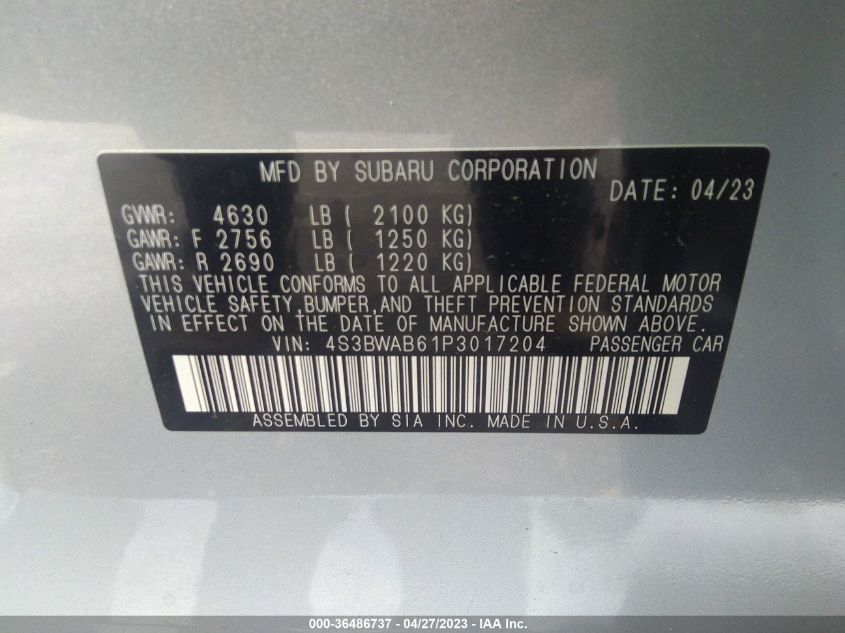 MFD BY SUBARU CORPORATION
DATE: 04/23
GVWR: 4630 LB ( 2100 KG)
GAWR: F 2756 LB ( 1250 KG)
GAWR: R 2690 LB ( 1220 KG)
THIS VEHICLE CONFORMS TO ALL APPLICABLE FEDERAL MOTOR
VEHICLE SAFETY,BUMPER,AND THEFT PREVENTION STANDARDS
IN EFFECT ON THE DATE OF MANUFACTURE SHOWN ABOVE.
VIN: 4S3BWAB61P3017204 PASSENGER CAR
ASSEMBLED BY SIA INC. MADE IN U.S.A.
000-36486737 - 04/27/2023 - IAA Inc.